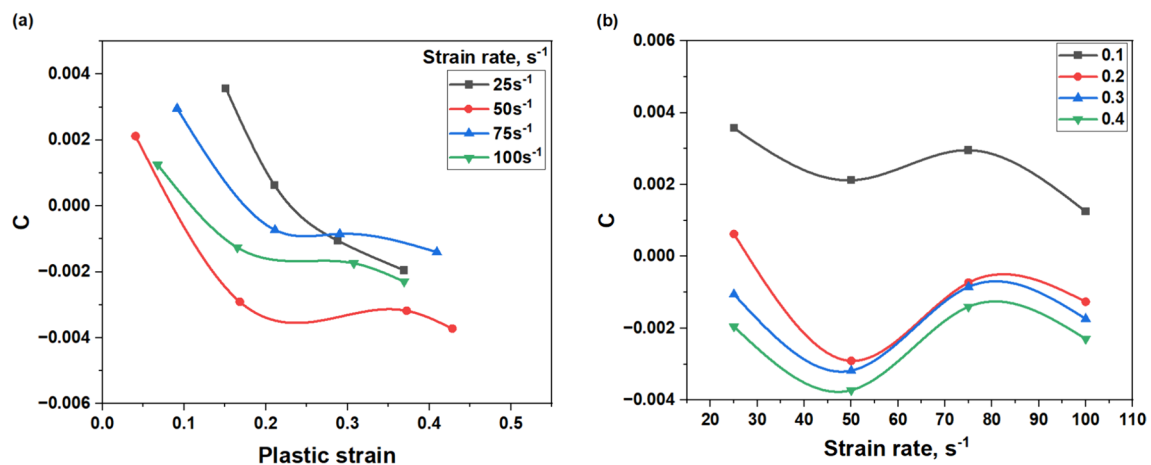 (a)
C
0.004
0.002
0.000
−0.002
−0.004
−0.006
0.0 0.1 0.2 0.3 0.4 0.5
Plastic strain
Strain rate, s⁻¹
25s⁻¹
50s⁻¹
75s⁻¹
100s⁻¹
(b)
C
0.006
0.004
0.002
0.000
−0.002
−0.004
20 30 40 50 60 70 80 90 100 110
Strain rate, s⁻¹
0.1
0.2
0.3
0.4